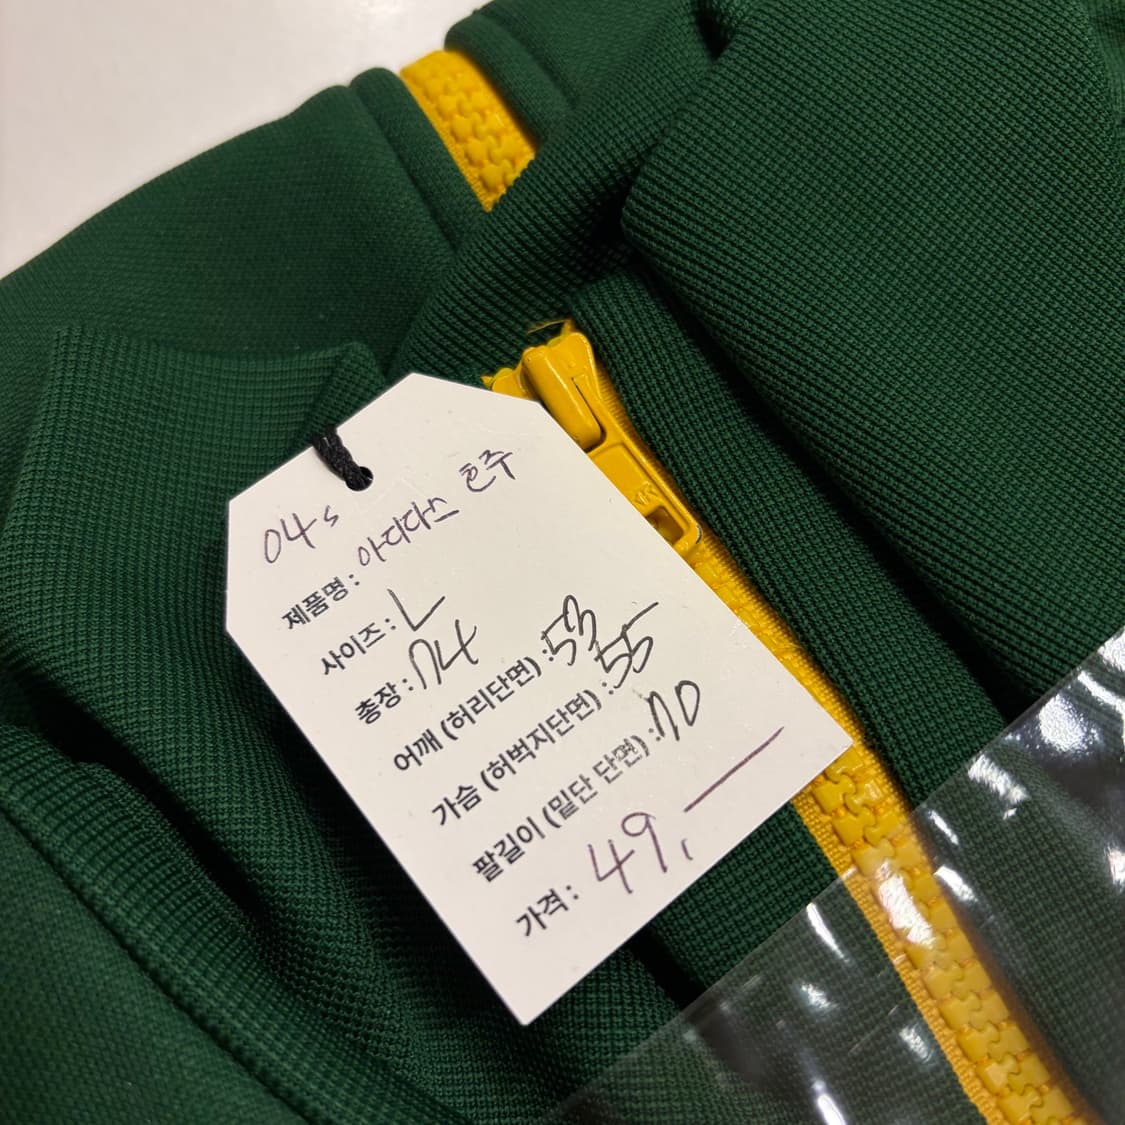 04s
제품명 : 아디다스 호주
사이즈 : L
총장 : 74
어깨 (허리단면) : 53
가슴 (허벅지단면) : 55
팔길이 (밑단 단면) : 70
가격 : 49,